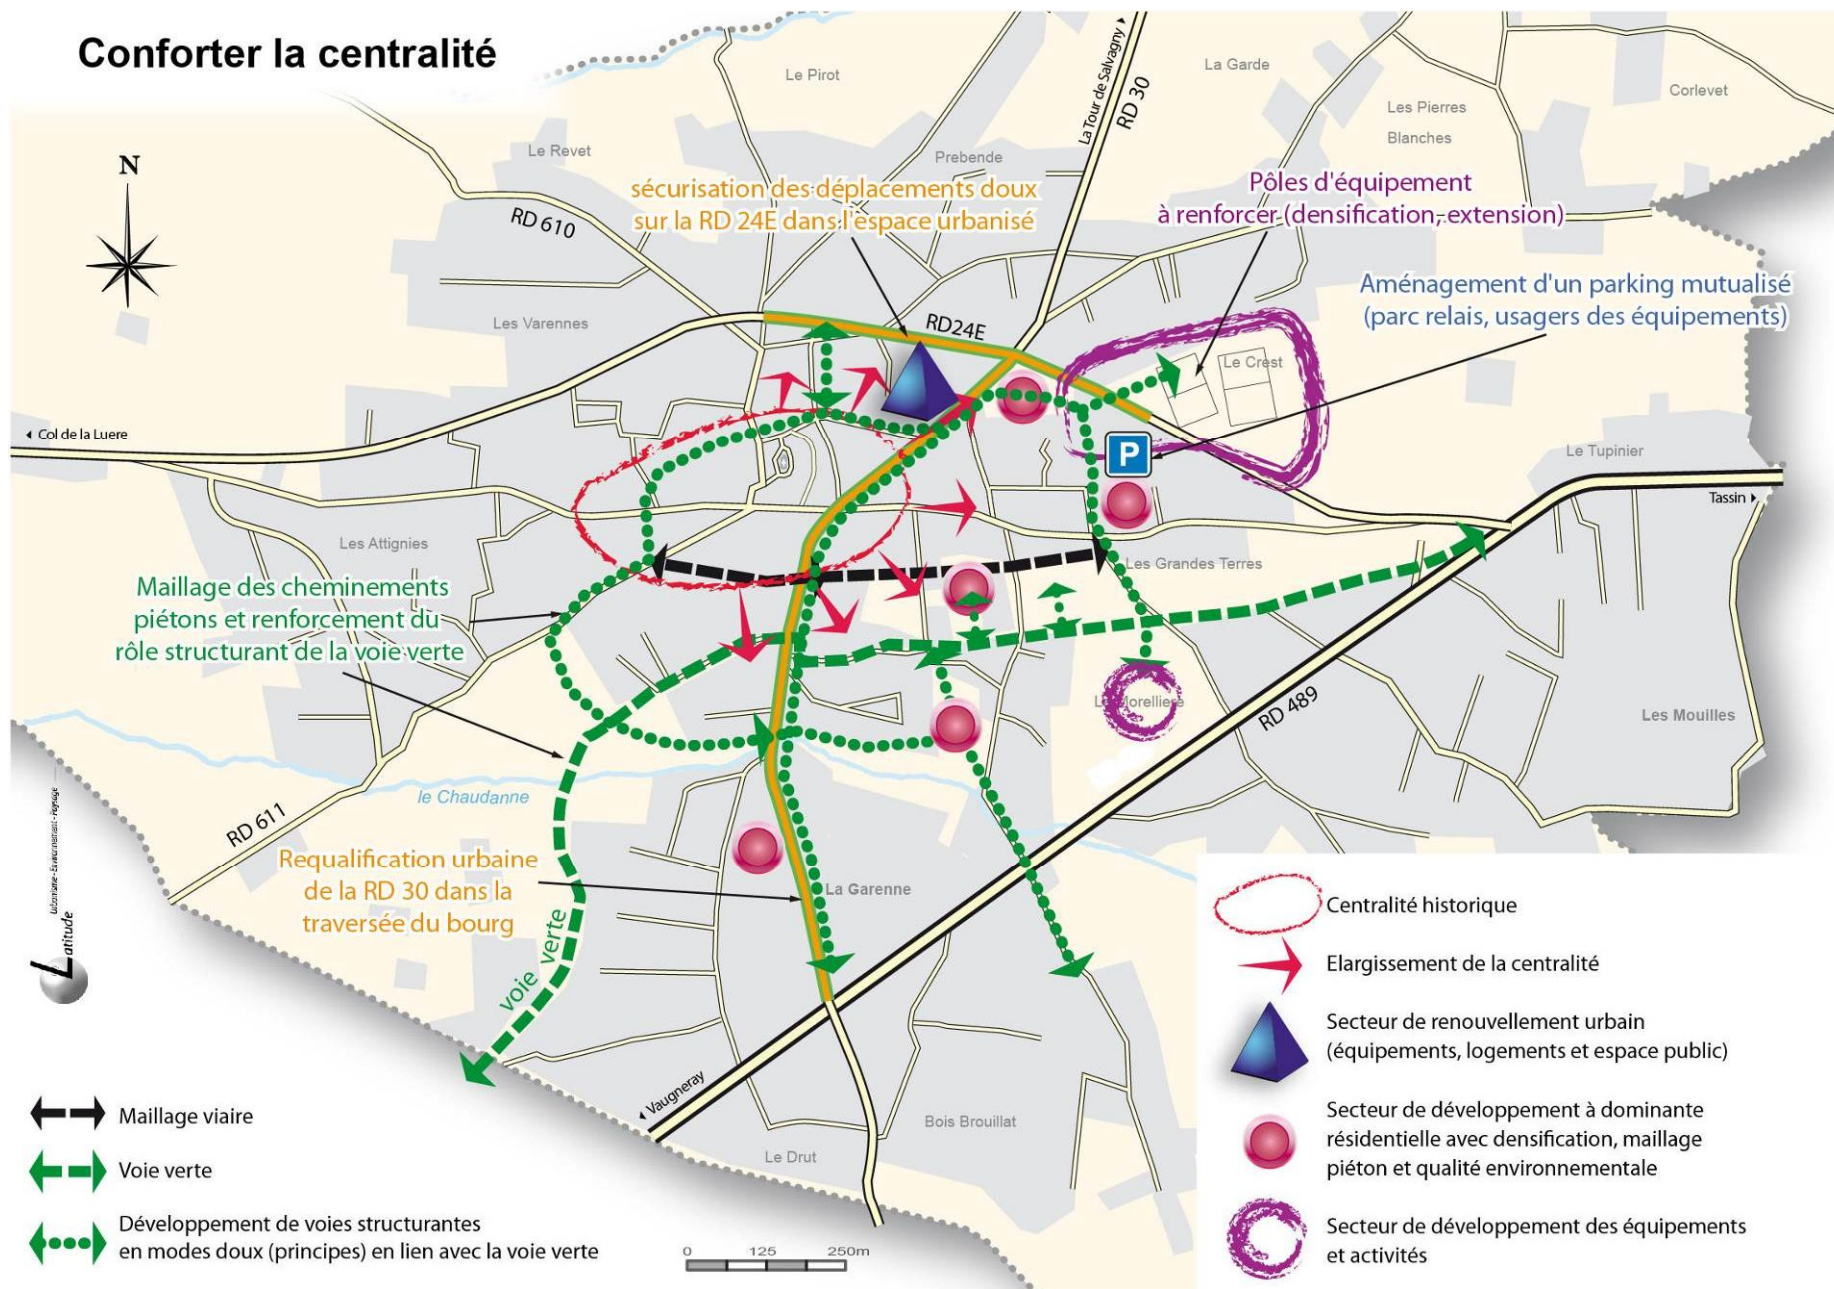 Conforter la centralité
Le Pirot
La Tour de Salvagny
RD 30
La Garde
Les Pierres
Blanches
Corlevet
N
Le Revet
Prebende
RD 610
sécurisation des déplacements doux
sur la RD 24E dans l'espace urbanisé
Pôles d'équipement
à renforcer (densification, extension)
Aménagement d'un parking mutualisé
(parc relais, usagers des équipements)
Les Varennes
RD24E
Le Crest
Col de la Luere
P
Le Tupinier
Tassin
Les Attignies
Les Grandes Terres
Maillage des cheminements
piétons et renforcement du
rôle structurant de la voie verte
RD 489
Les Mouilles
le Chaudanne
RD 611
Requalification urbaine
de la RD 30 dans la
traversée du bourg
La Garenne
voie verte
Latitude
Vaugneray
Bois Brouillat
Le Drut
Maillage viaire
Voie verte
Développement de voies structurantes
en modes doux (principes) en lien avec la voie verte
0 125 250m
Centralité historique
Elargissement de la centralité
Secteur de renouvellement urbain
(équipements, logements et espace public)
Secteur de développement à dominante
résidentielle avec densification, maillage
piéton et qualité environnementale
Secteur de développement des équipements
et activités